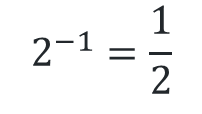 2⁻¹ = 1/2